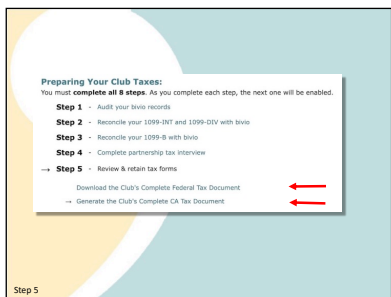 Preparing Your Club Taxes:
You must complete all 8 steps. As you complete each step, the next one will be enabled.
Step 1 - Audit your bivio records
Step 2 - Reconcile your 1099-INT and 1099-DIV with bivio
Step 3 - Reconcile your 1099-B with bivio
Step 4 - Complete partnership tax interview
→ Step 5 - Review & retain tax forms
Download the Club's Complete Federal Tax Document
→ Generate the Club's Complete CA Tax Document
Step 5